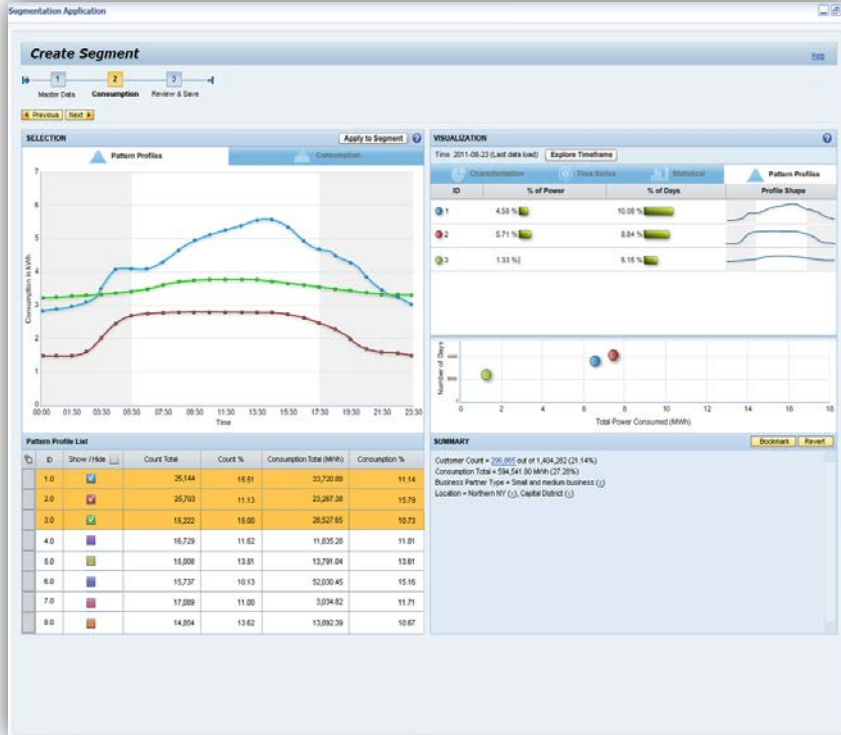 Segmentation Application
Create Segment
Help
1 2 3
Master Data Consumption Review & Save
Previous Next
SELECTION Apply to Segment
Pattern Profiles Consumption
7
6
5
4
3
2
1
0
Consumption in kWh
00:00 01:30 03:30 05:30 07:30 09:30 11:30 13:30 15:30 17:30 19:30 21:30 23:30
Time
Pattern Profile List
ID Show / Hide Count Total Count % Consumption Total (MWh) Consumption %
1.0 25,144 15.51 33,720.88 11.14
2.0 25,703 11.13 23,267.38 15.79
3.0 15,222 15.00 28,527.65 10.73
4.0 16,729 11.62 11,835.28 11.81
5.0 15,008 13.81 13,791.04 13.61
6.0 15,737 10.13 52,030.45 15.16
7.0 17,089 11.00 3,034.82 11.71
8.0 14,854 13.62 13,892.39 10.67
VISUALIZATION
Time 2011-08-23 (Last data load) Explore Timeframe
Characterization Time Series Statistical Pattern Profiles
ID % of Power % of Days Profile Shape
1 4.58 % 10.08 %
2 5.71 % 8.84 %
3 1.33 % 5.15 %
Number of Days
0
0 2 4 6 8 10 12 14 16 18
Total Power Consumed (MWh)
SUMMARY Bookmark Revert
Customer Count = 296,865 out of 1,404,282 (21.14%)
Consumption Total = 594,541.80 MWh (27.28%)
Business Partner Type = Small and medium business (x)
Location = Northern NY (x), Capital District (x)